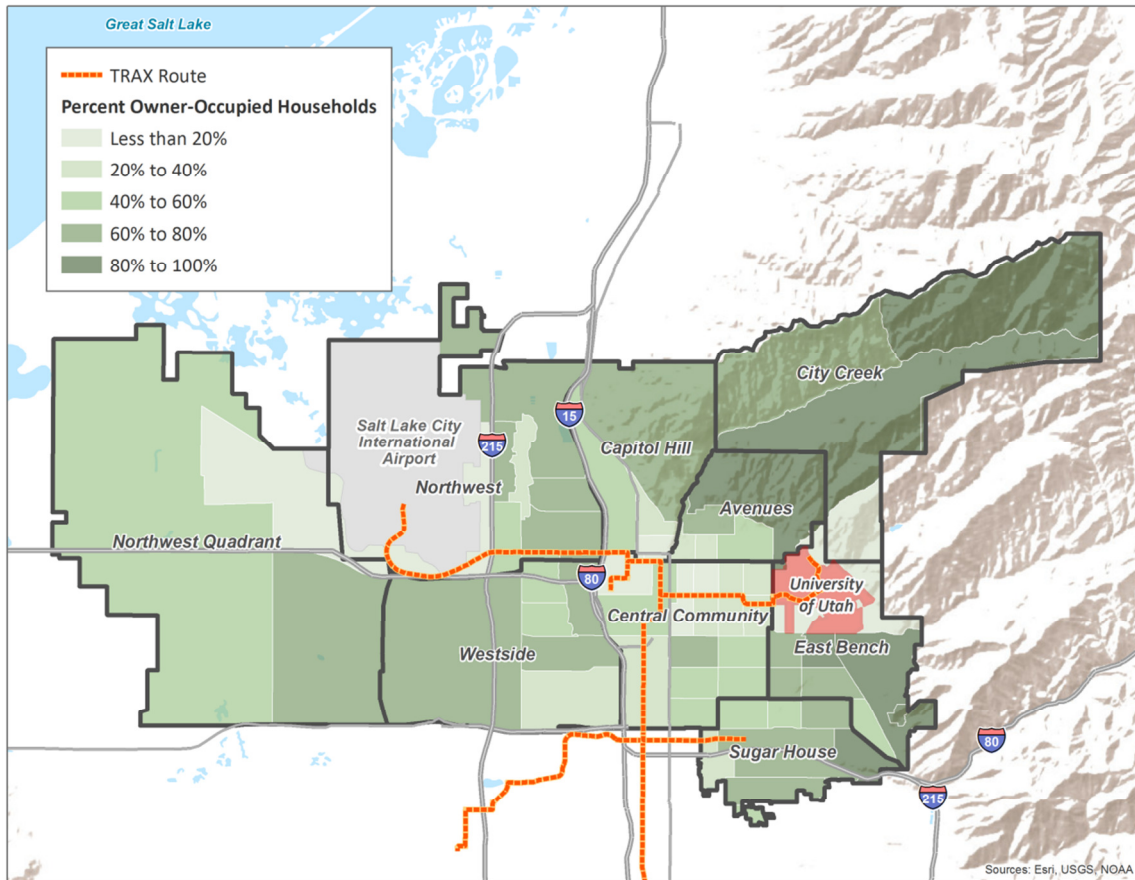 Great Salt Lake
TRAX Route
Percent Owner-Occupied Households
Less than 20%
20% to 40%
40% to 60%
60% to 80%
80% to 100%
City Creek
15
Salt Lake City
International
Airport
215
Capitol Hill
Northwest
Avenues
Northwest Quadrant
80
University
of Utah
Central Community
Westside
East Bench
Sugar House
80
215
Sources: Esri, USGS, NOAA